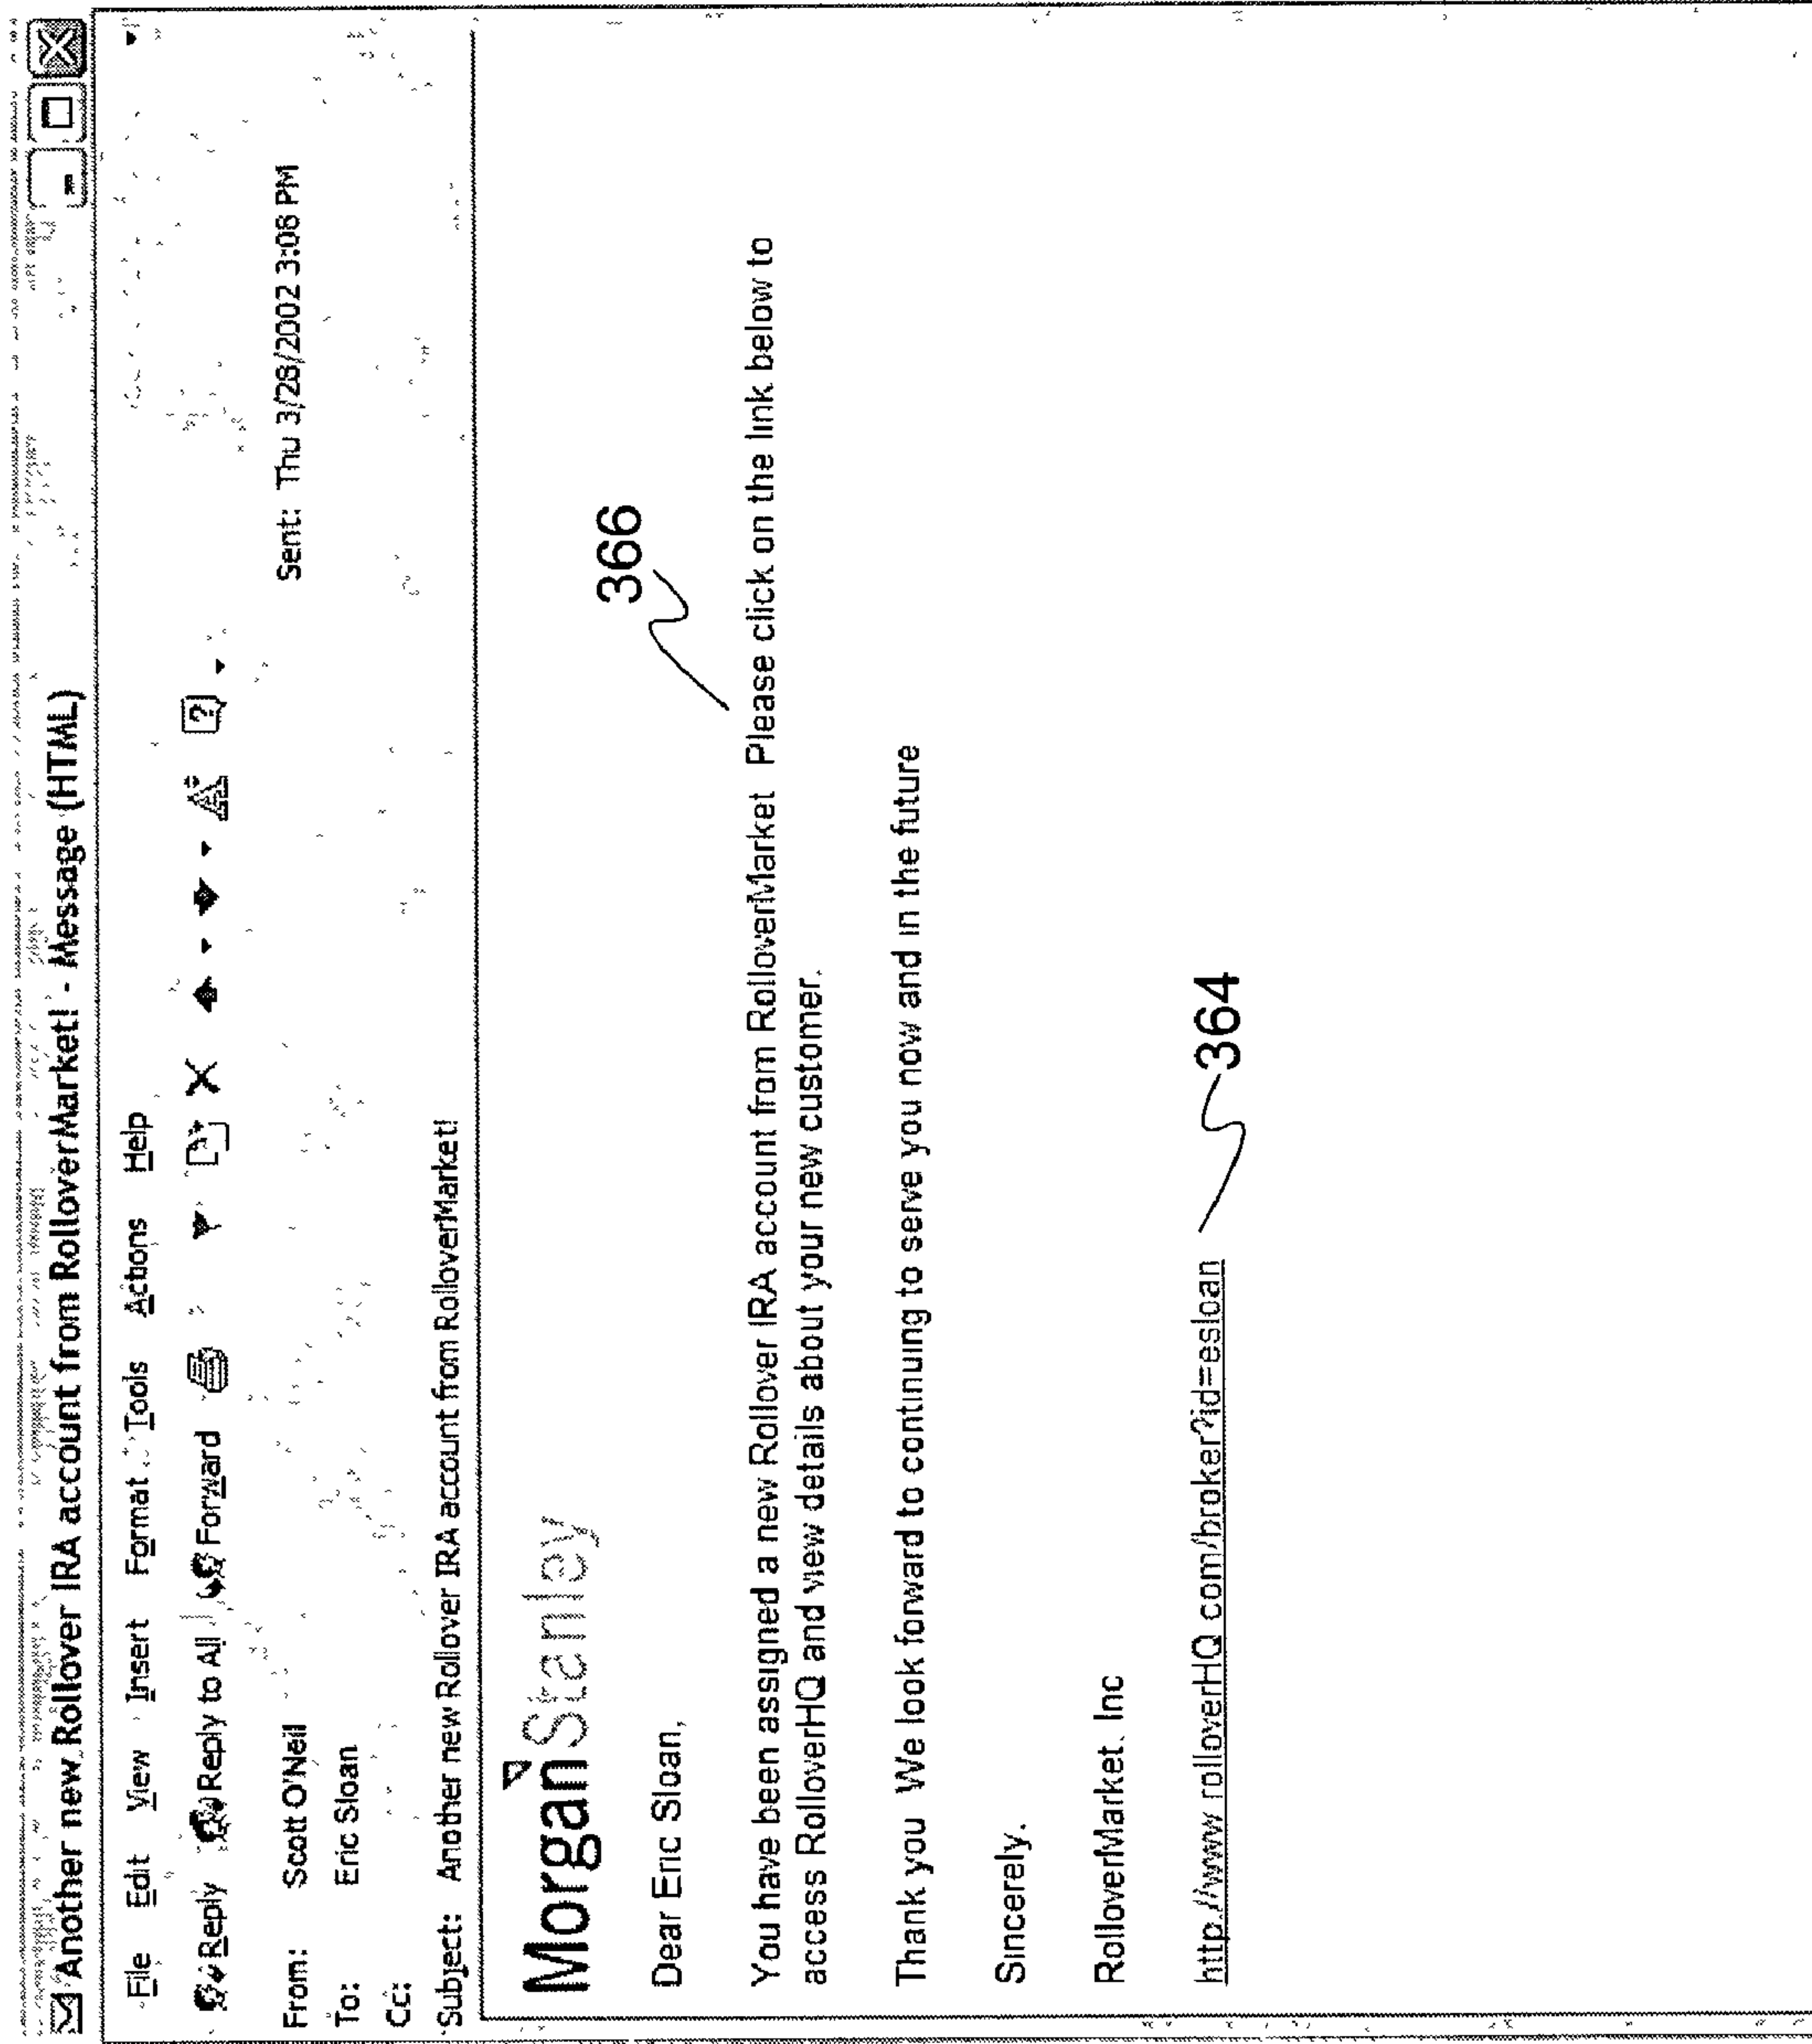 Another new Rollover IRA account from RolloverMarket! - Message (HTML)
File Edit View Insert Format Tools Actions Help
Reply Reply to All Forward
From: Scott O'Neil Sent: Thu 3/28/2002 3:08 PM
To: Eric Sloan
Cc:
Subject: Another new Rollover IRA account from RolloverMarket!
MorganStanley
366
Dear Eric Sloan,
You have been assigned a new Rollover IRA account from RolloverMarket Please click on the link below to
access RolloverHQ and view details about your new customer.
Thank you We look forward to continuing to serve you now and in the future
Sincerely.
RolloverMarket. Inc
http://www rolloverHQ com/broker?id=esloan
364